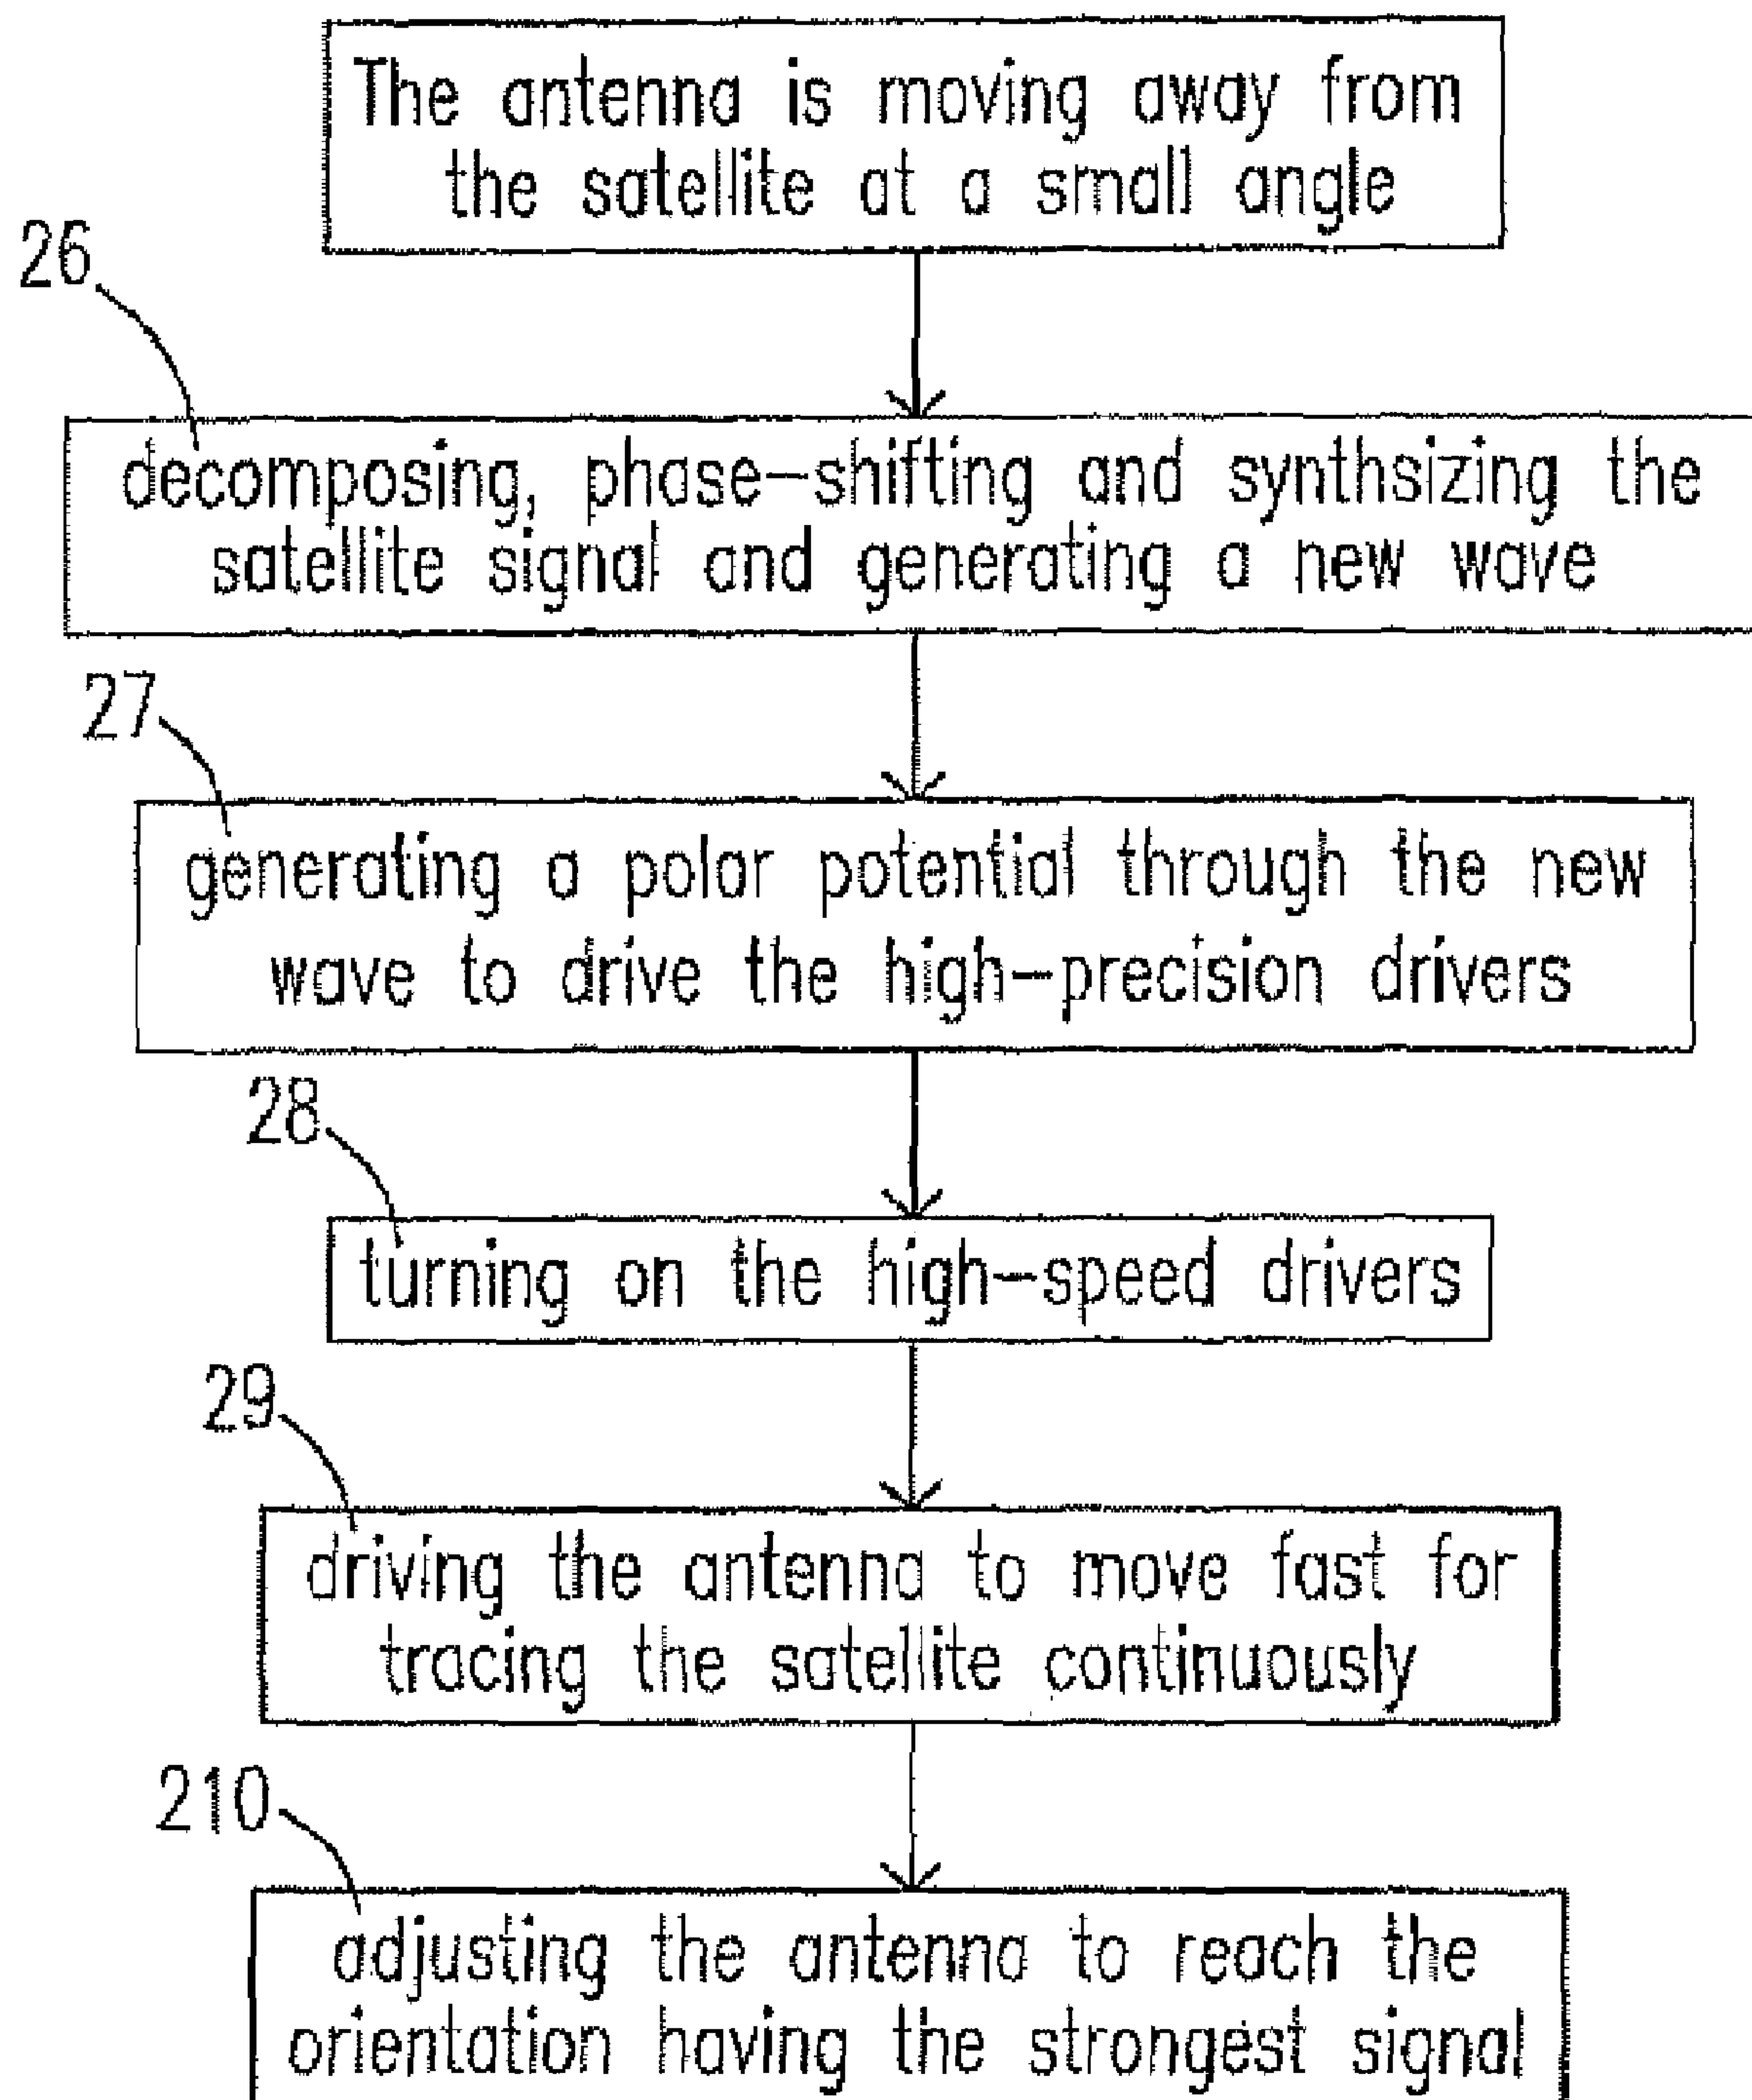 The antenna is moving away from
the satellite at a small angle
26
decomposing, phase-shifting and synthsizing the
satellite signal and generating a new wave
27
generating a polar potential through the new
wave to drive the high-precision drivers
28
turning on the high-speed drivers
29
driving the antenna to move fast for
tracing the satellite continuously
210
adjusting the antenna to reach the
orientation having the strongest signal